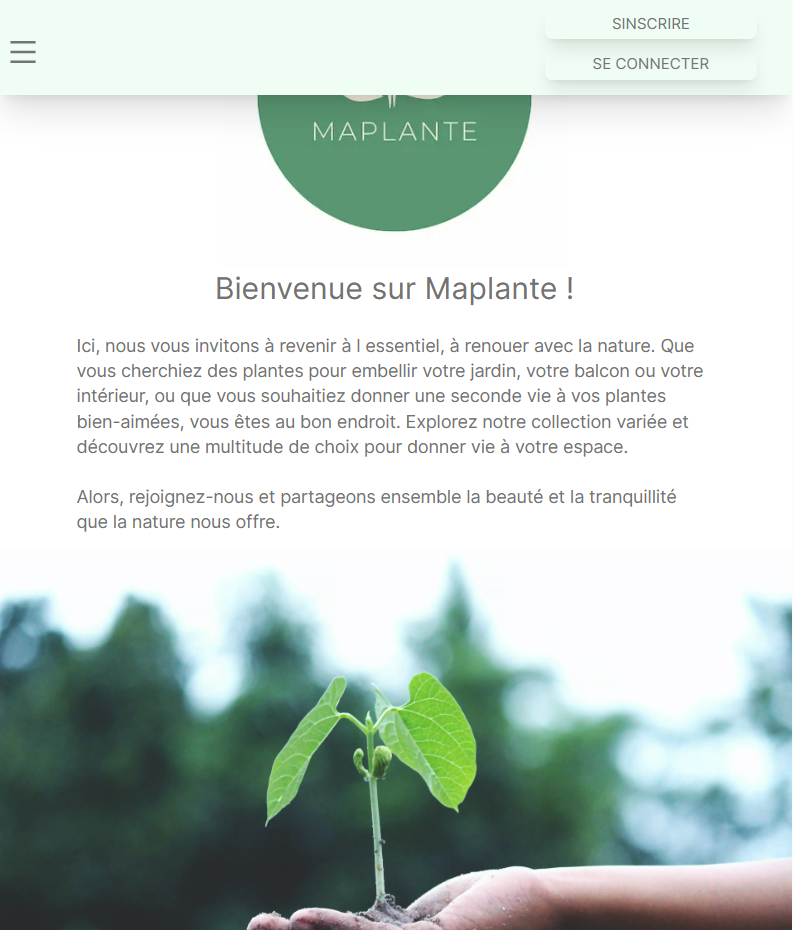 SINSCRIRE
SE CONNECTER
MAPLANTE
Bienvenue sur Maplante !
Ici, nous vous invitons à revenir à l essentiel, à renouer avec la nature. Que
vous cherchiez des plantes pour embellir votre jardin, votre balcon ou votre
intérieur, ou que vous souhaitiez donner une seconde vie à vos plantes
bien-aimées, vous êtes au bon endroit. Explorez notre collection variée et
découvrez une multitude de choix pour donner vie à votre espace.
Alors, rejoignez-nous et partageons ensemble la beauté et la tranquillité
que la nature nous offre.